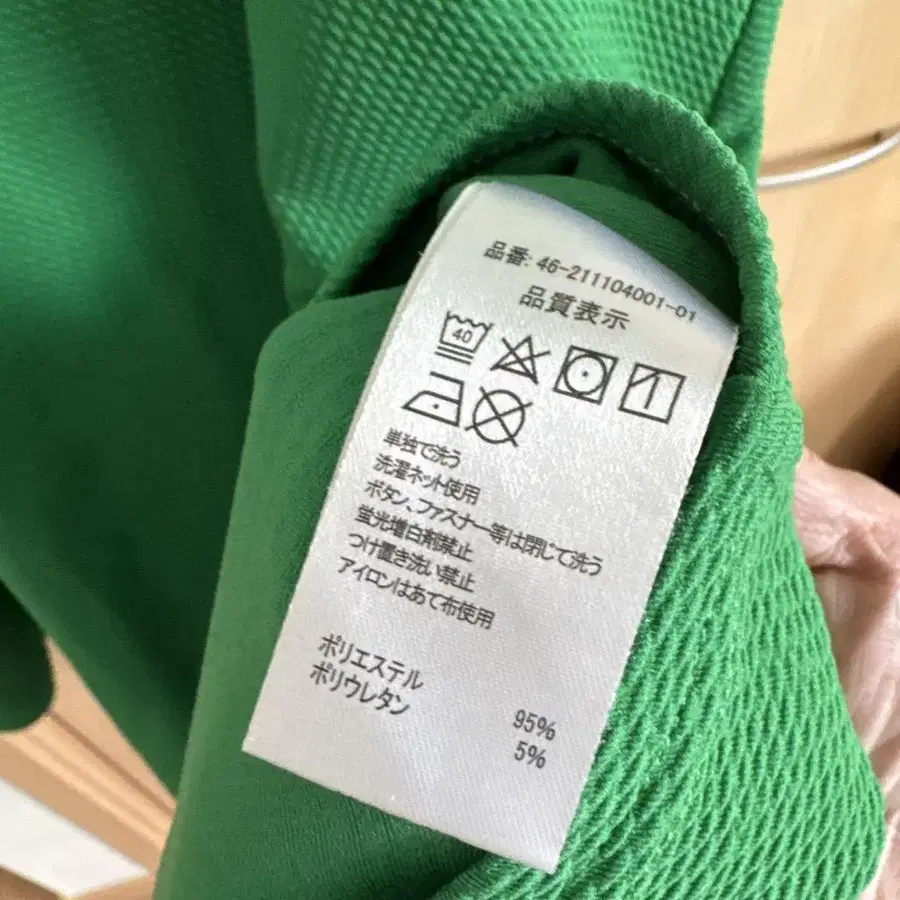 品番: 46-211104001-01
品質表示
40
単独で洗う
洗濯ネット使用
ボタン、ファスナー等は閉じて洗う
蛍光増白剤禁止
つけ置き洗い禁止
アイロンはあて布使用
ポリエステル 95%
ポリウレタン 5%